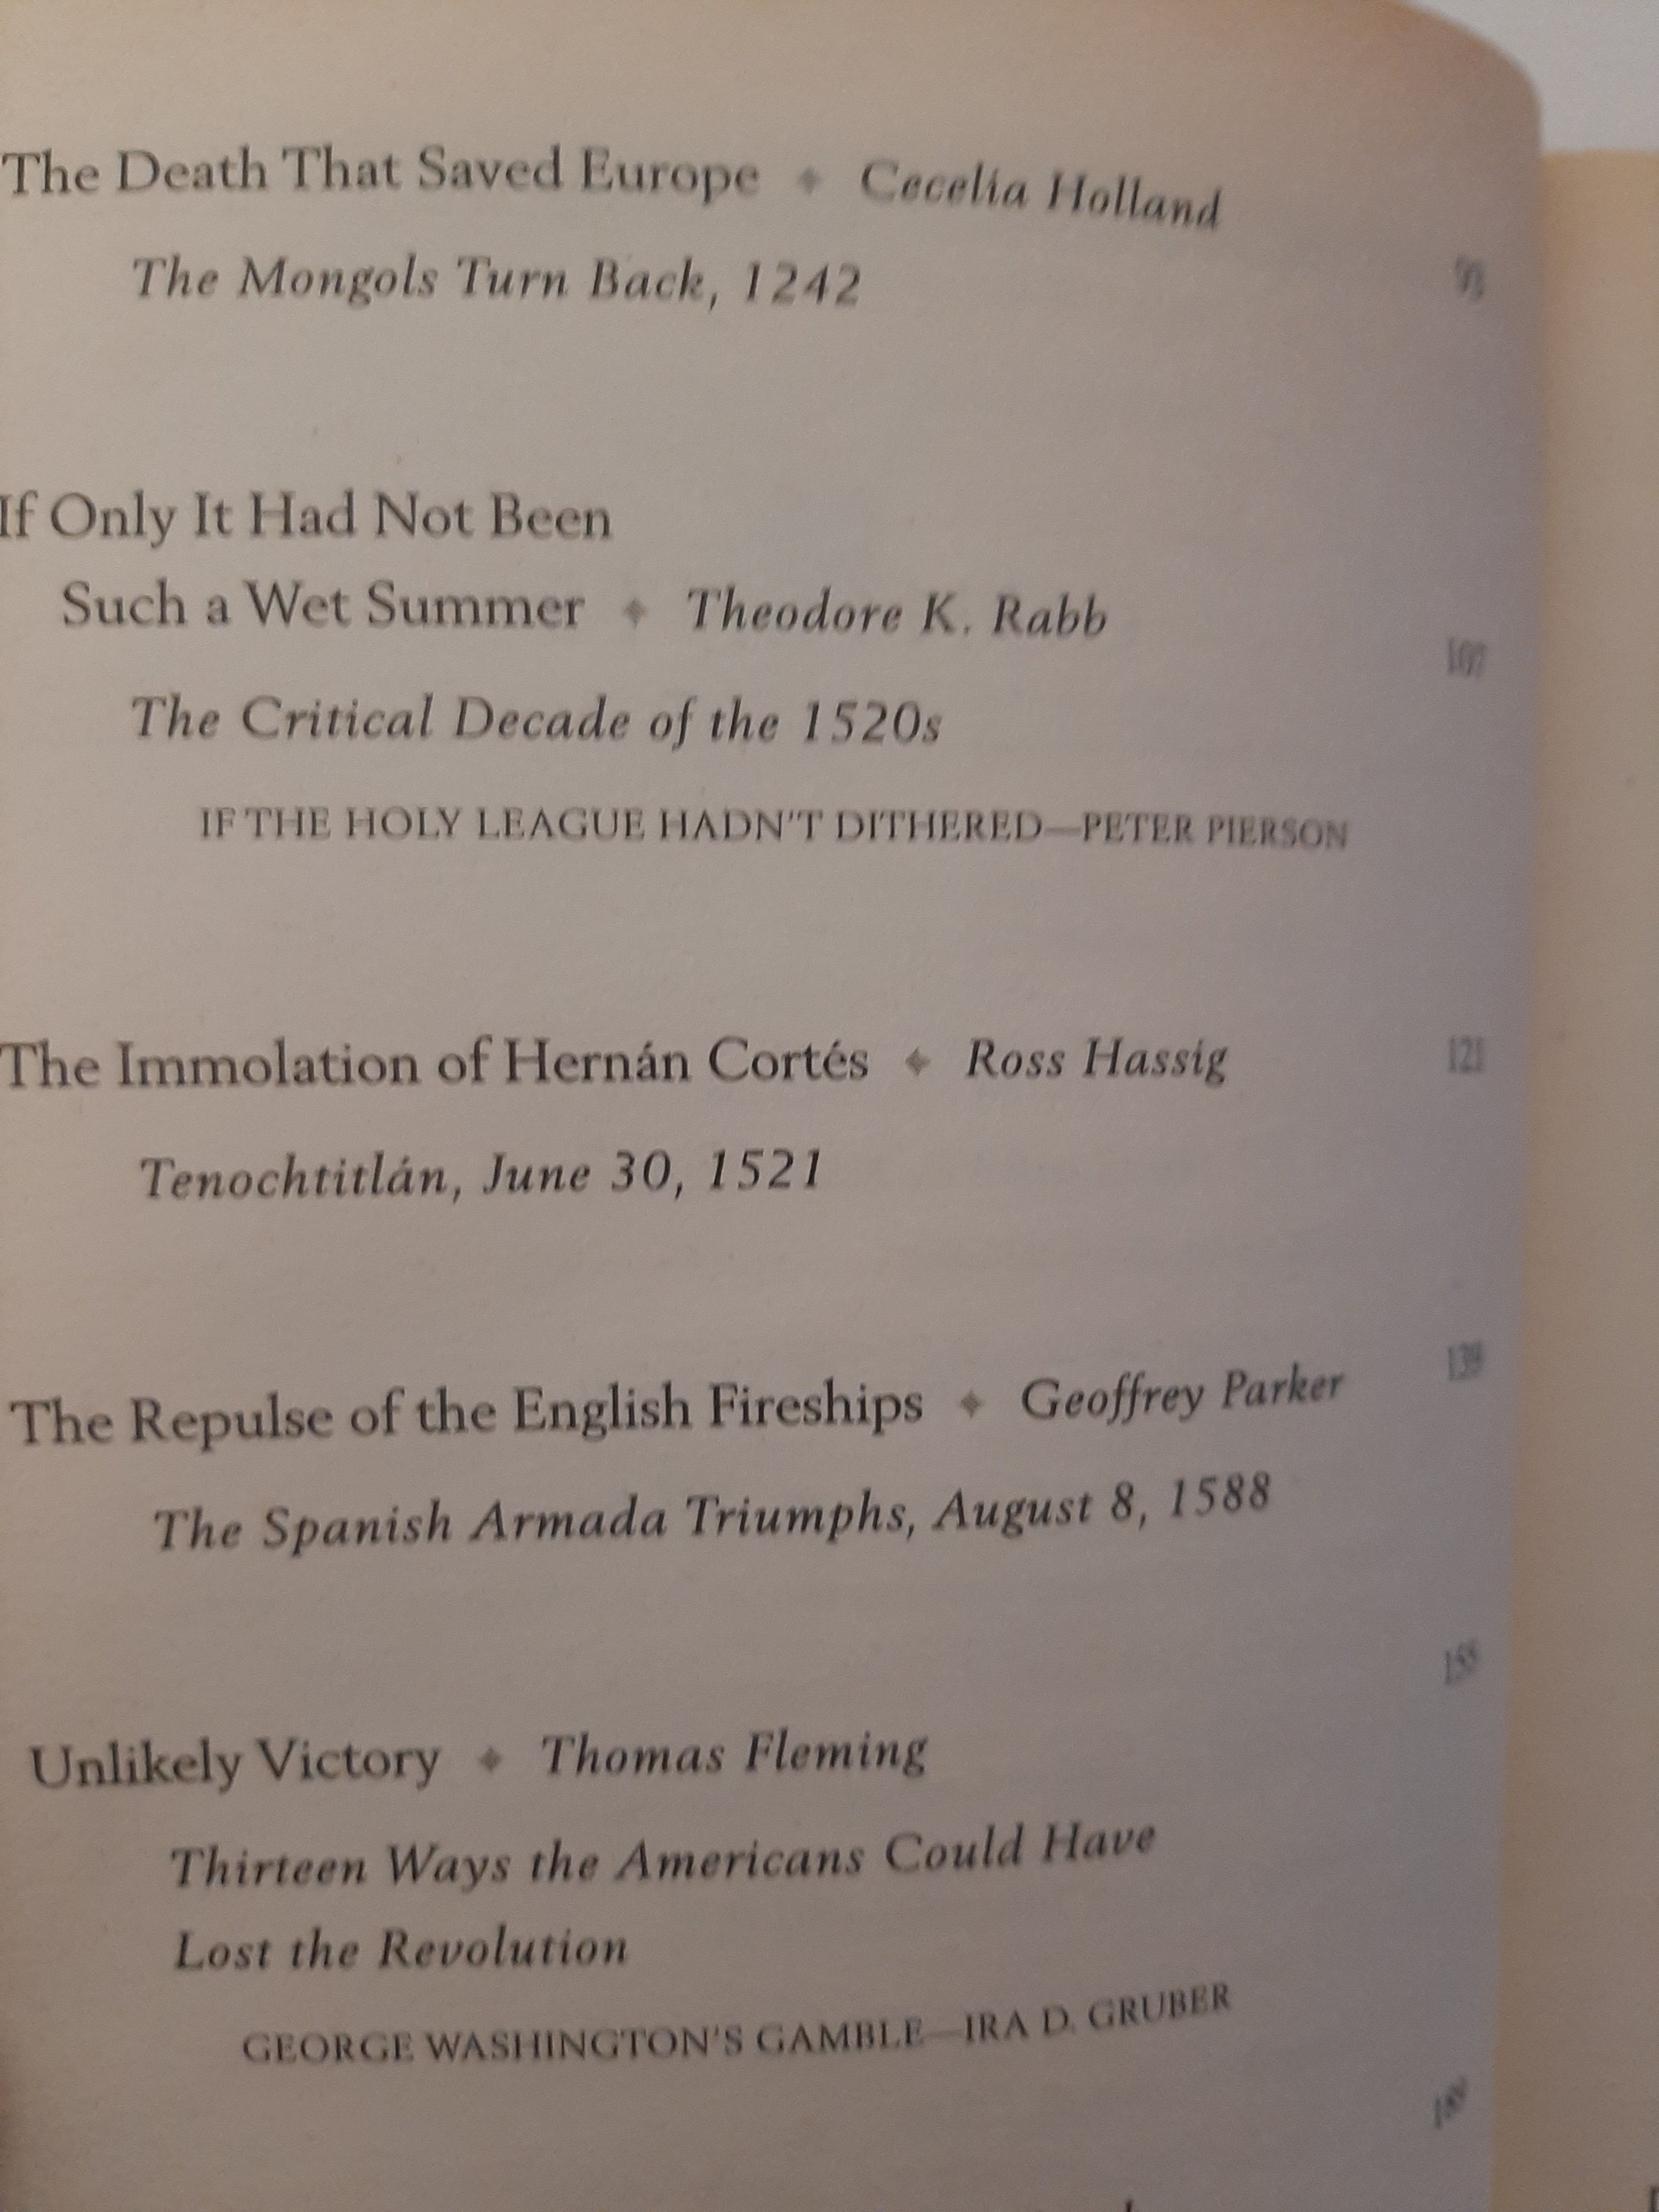 The Death That Saved Europe ✦ Cecelia Holland
The Mongols Turn Back, 1242
93
If Only It Had Not Been
Such a Wet Summer ✦ Theodore K. Rabb
107
The Critical Decade of the 1520s
IF THE HOLY LEAGUE HADN'T DITHERED—PETER PIERSON
The Immolation of Hernán Cortés ✦ Ross Hassig 121
Tenochtitlán, June 30, 1521
The Repulse of the English Fireships ✦ Geoffrey Parker 139
The Spanish Armada Triumphs, August 8, 1588
155
Unlikely Victory ✦ Thomas Fleming
Thirteen Ways the Americans Could Have
Lost the Revolution
GEORGE WASHINGTON'S GAMBLE—IRA D. GRUBER